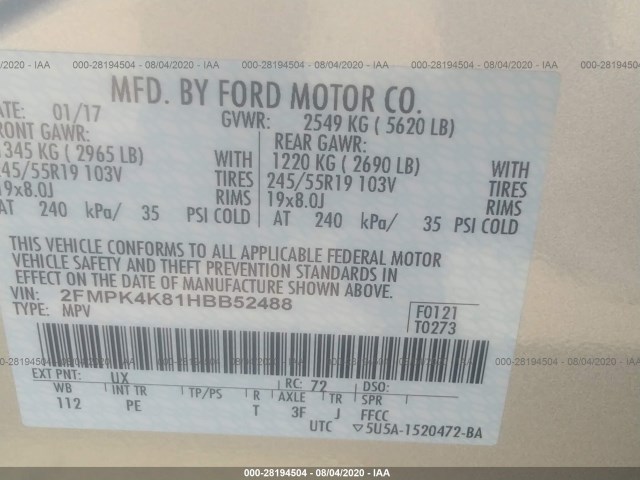 08/04/2020 - IAA 000-28194504 - 08/04/2020 - IAA 000-28194504 - 08/04/2020 - IAA
MFD. BY FORD MOTOR CO.
ATE: 01/17 GVWR: 2549 KG ( 5620 LB)
RONT GAWR: REAR GAWR:
345 KG ( 2965 LB) WITH 1220 KG ( 2690 LB) WITH
245/55R19 103V TIRES 245/55R19 103V TIRES
19x8.0J RIMS 19x8.0J RIMS
AT 240 kPa/ 35 PSI COLD AT 240 kPa/ 35 PSI COLD
THIS VEHICLE CONFORMS TO ALL APPLICABLE FEDERAL MOTOR
VEHICLE SAFETY AND THEFT PREVENTION STANDARDS IN
EFFECT ON THE DATE OF MANUFACTURE SHOWN ABOVE.
VIN: 2FMPK4K81HBB52488 F0121
TYPE: MPV T0273
EXT PNT: UX RC: 72 DSO:
WB INT TR TP/PS R AXLE TR SPR
112 PE T 3F J FFCC
UTC ▽5U5A-1520472-BA
000-28194504 - 08/04/2020 - IAA